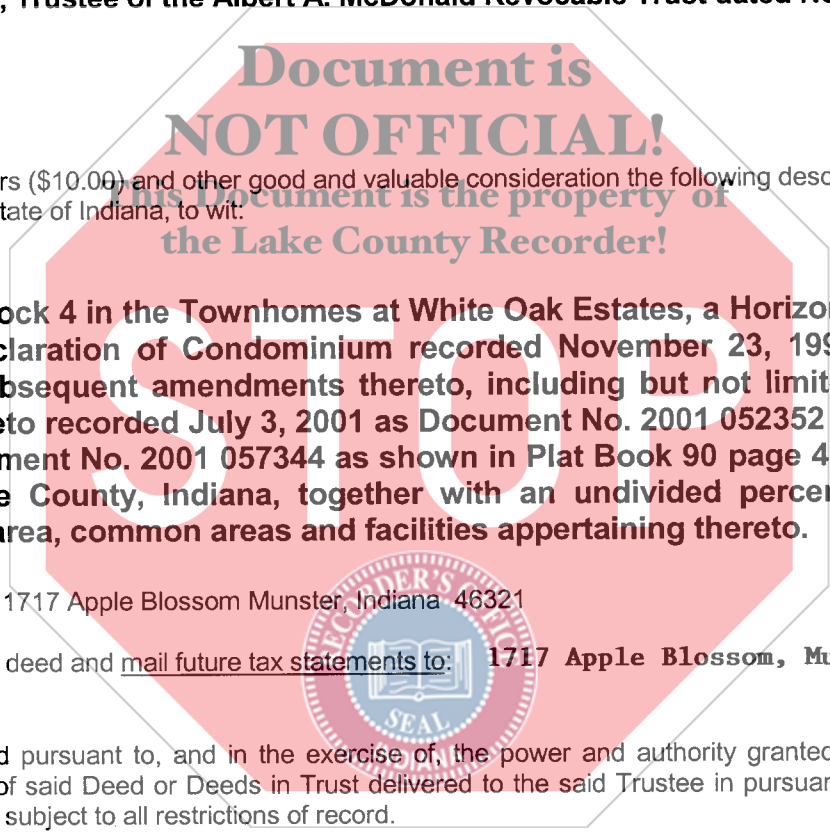 , Trustee of the Albert A. McDonald Revocable Trust dated
Document is
NOT OFFICIAL!
rs ($10.00) and other good and valuable consideration the following desc
This Document is the property of
tate of Indiana, to wit:
the Lake County Recorder!
ock 4 in the Townhomes at White Oak Estates, a Horizo
claration of Condominium recorded November 23, 199
bsequent amendments thereto, including but not limit
eto recorded July 3, 2001 as Document No. 2001 052352
ment No. 2001 057344 as shown in Plat Book 90 page 4
e County, Indiana, together with an undivided percen
area, common areas and facilities appertaining thereto.
STOP
1717 Apple Blossom Munster, Indiana 46321
RECORDER'S OFFIC
deed and mail future tax statements to: 1717 Apple Blossom, Mu
SEAL
INDIANA
d pursuant to, and in the exercise of, the power and authority granted
of said Deed or Deeds in Trust delivered to the said Trustee in pursuan
subject to all restrictions of record.